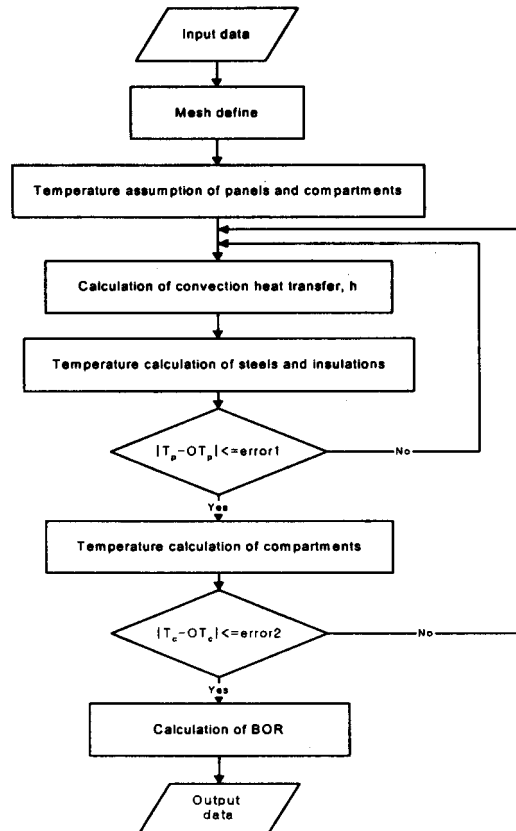 Input data
Mesh define
Temperature assumption of panels and compartments
Calculation of convection heat transfer, h
Temperature calculation of steels and insulations
|Tp-OTp|<=error1
No
Yes
Temperature calculation of compartments
|Tc-OTc|<=error2
No
Yes
Calculation of BOR
Output
data